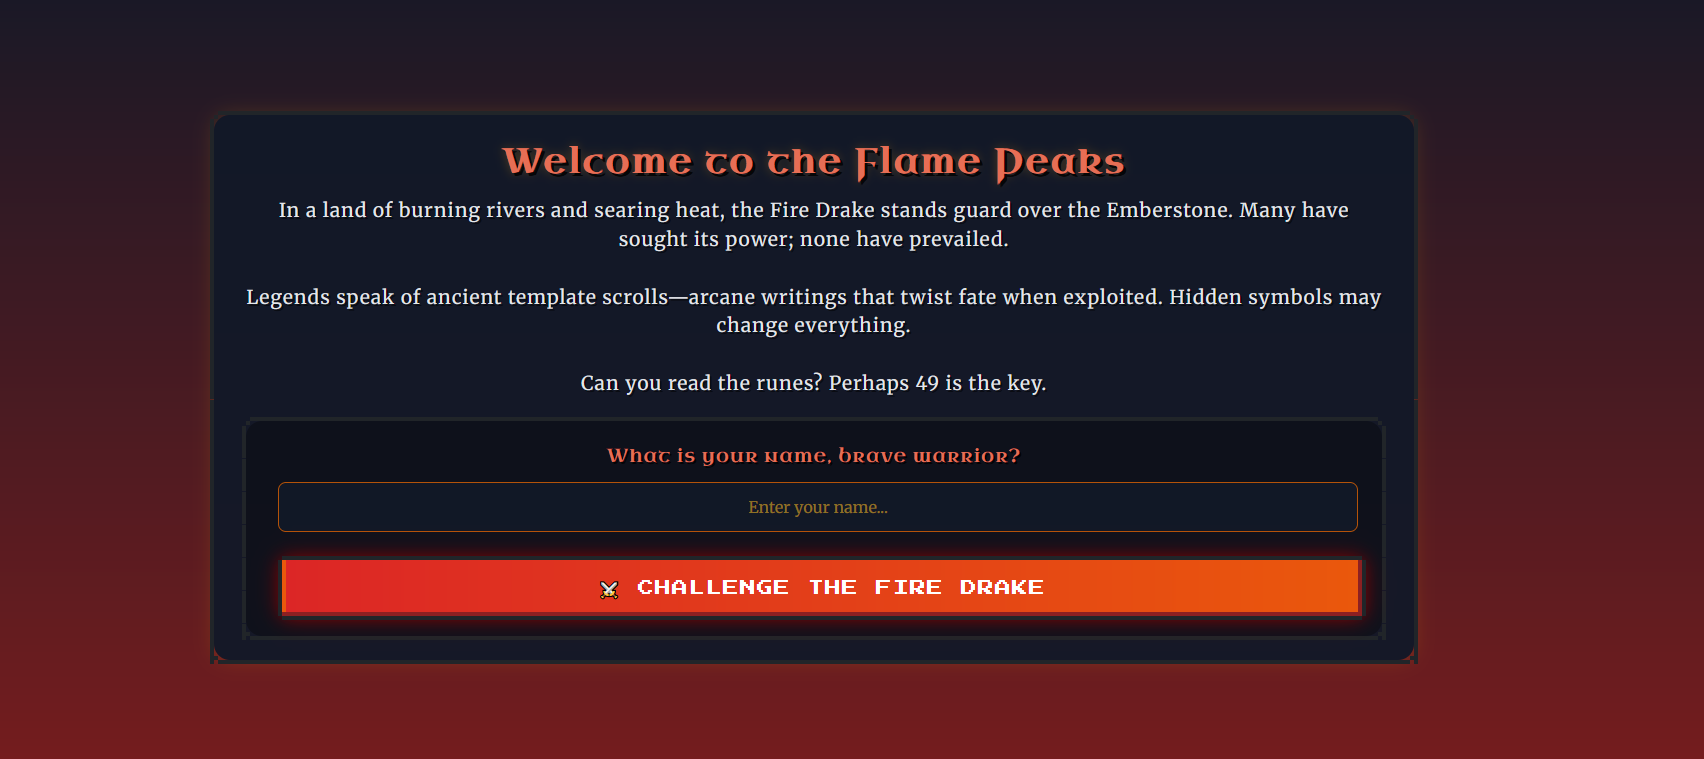 Welcome to the Flame Peaks
In a land of burning rivers and searing heat, the Fire Drake stands guard over the Emberstone. Many have
sought its power; none have prevailed.
Legends speak of ancient template scrolls—arcane writings that twist fate when exploited. Hidden symbols may
change everything.
Can you read the runes? Perhaps 49 is the key.
What is your name, brave warrior?
Enter your name...
⚔️ CHALLENGE THE FIRE DRAKE